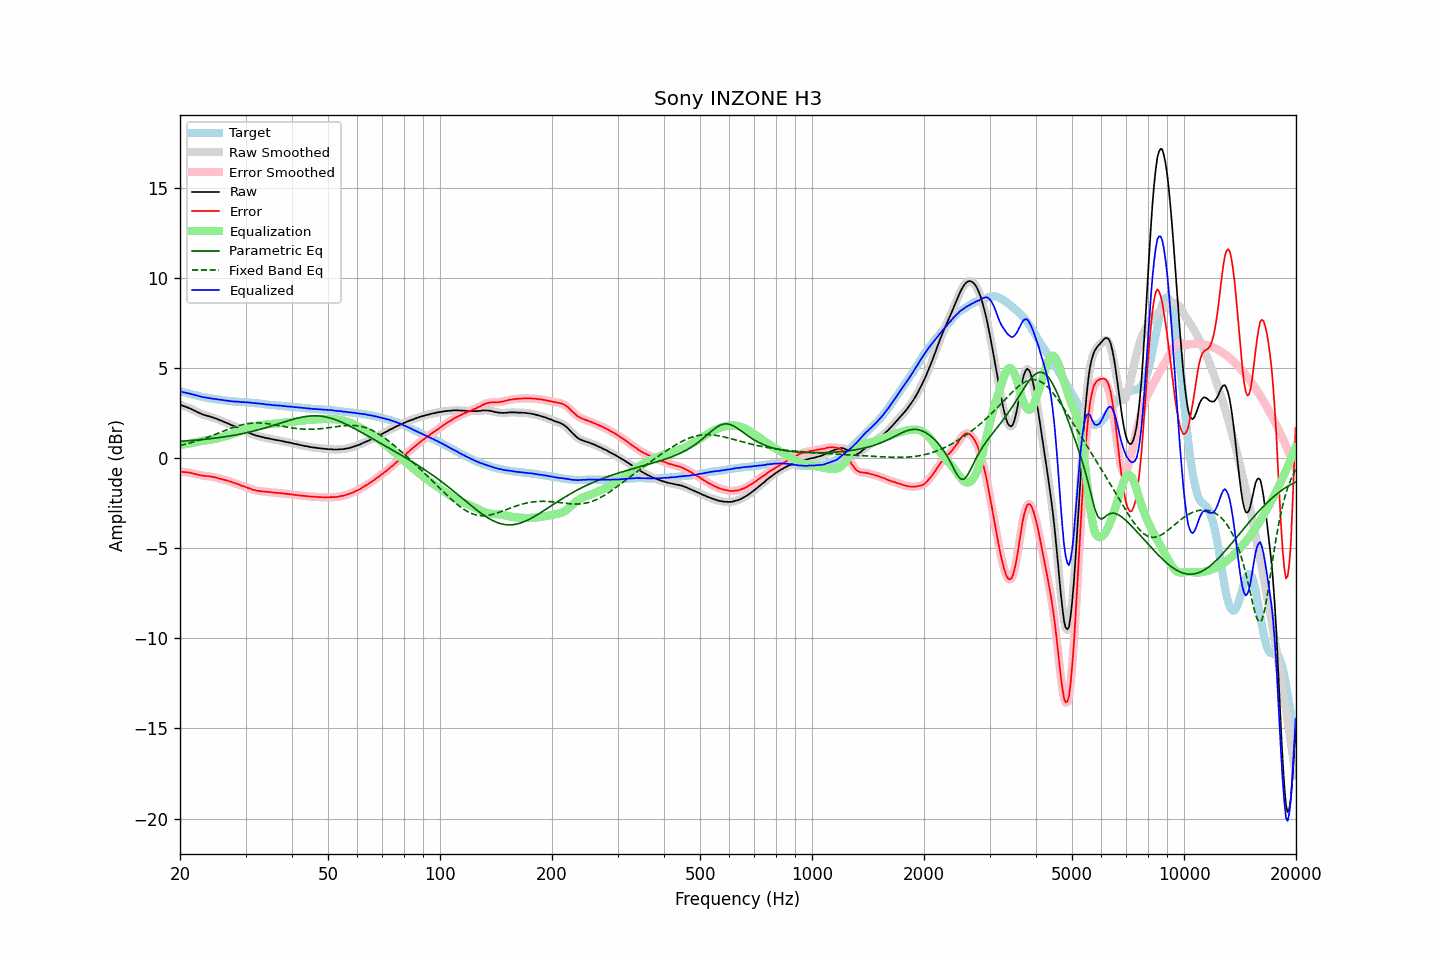 Sony INZONE H3
Target
Raw Smoothed
Error Smoothed
Raw
Error
Equalization
Parametric Eq
Fixed Band Eq
Equalized
Amplitude (dBr)
15
10
5
0
−5
−10
−15
−20
20 50 100 200 500 1000 2000 5000 10000 20000
Frequency (Hz)